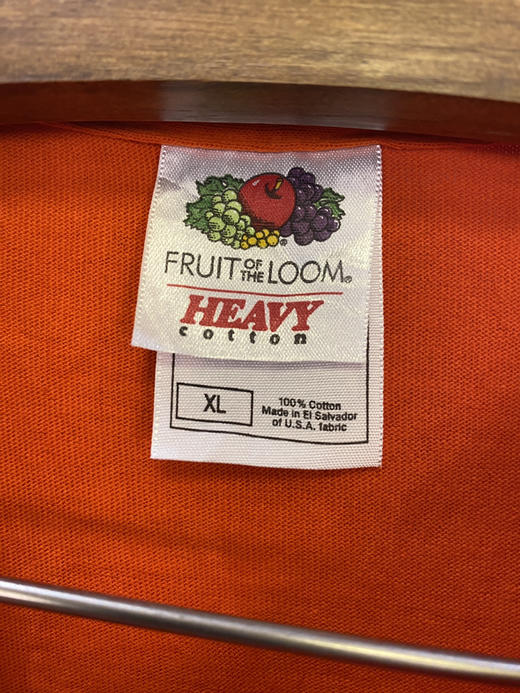 FRUIT OF THE LOOM®
HEAVY
cotton
XL
100% Cotton
Made in El Salvador
of U.S.A. fabric